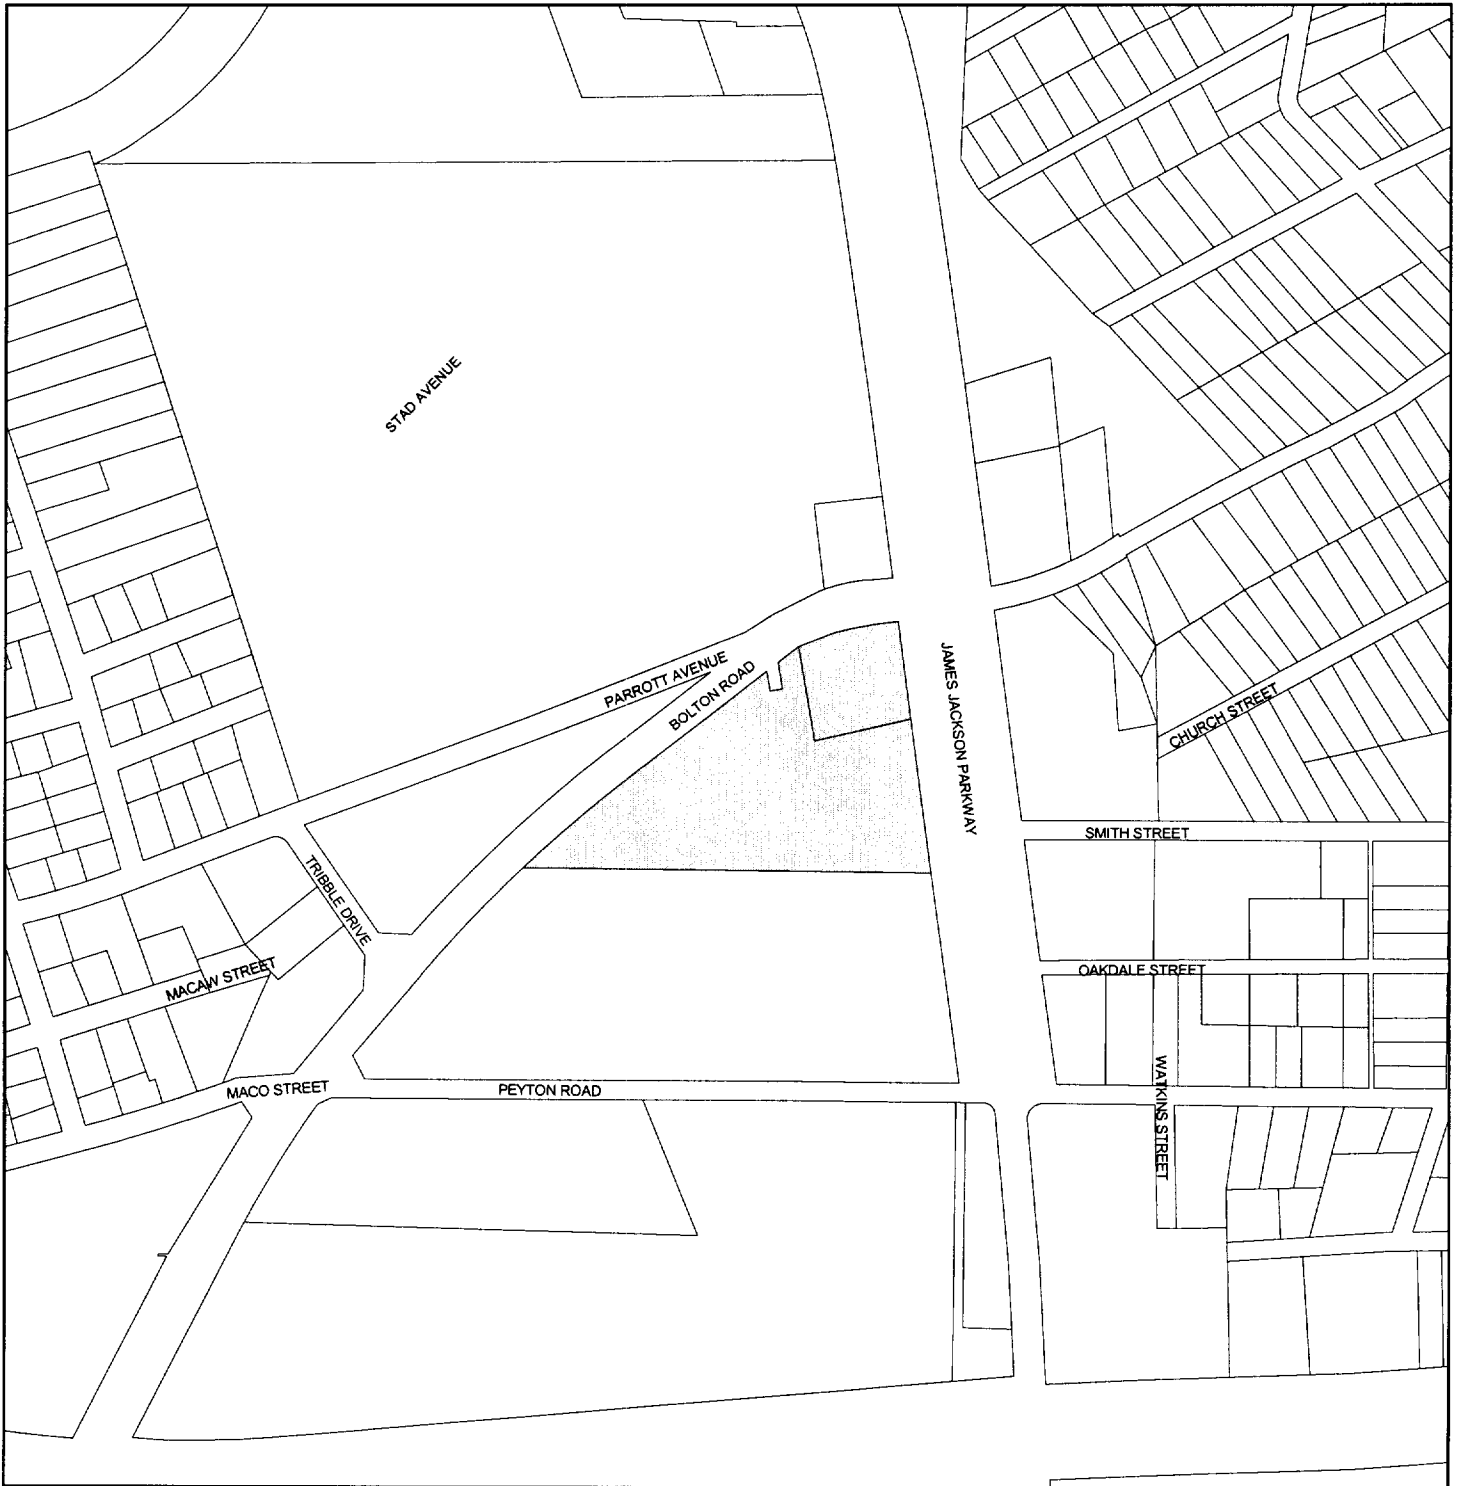 STAD AVENUE
PARROTT AVENUE
BOLTON ROAD
JAMES JACKSON PARKWAY
CHURCH STREET
SMITH STREET
TRIBBLE DRIVE
MACAW STREET
OAKDALE STREET
MACO STREET
PEYTON ROAD
WATKINS STREET